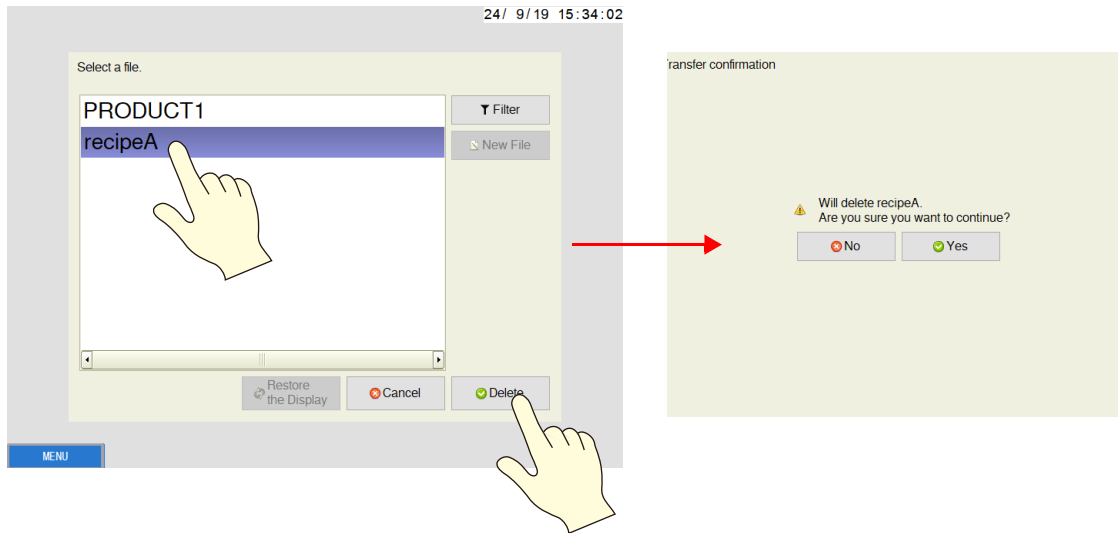 24/ 9/19 15:34:02
Select a file.
PRODUCT1
recipeA
Filter
New File
Restore
the Display
Cancel
Delete
MENU
ransfer confirmation
Will delete recipeA.
Are you sure you want to continue?
No
Yes